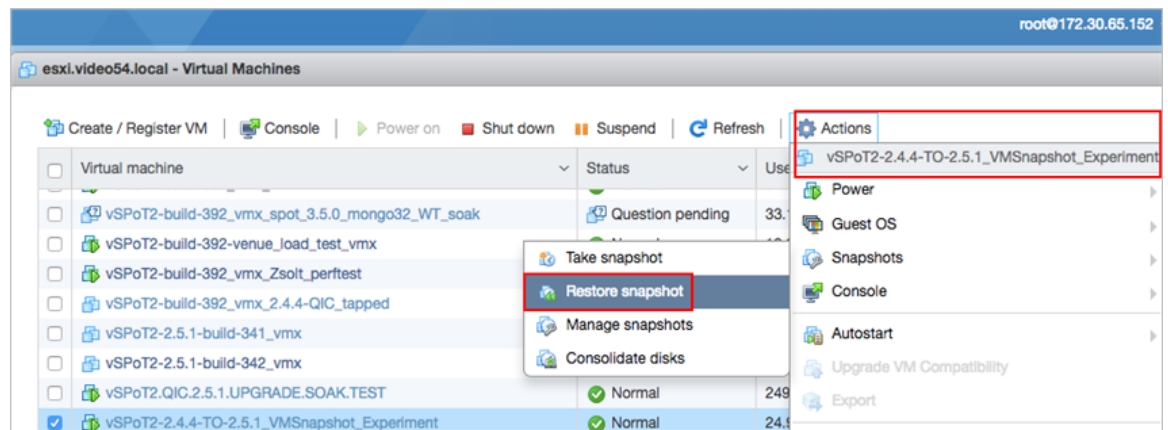 root@172.30.65.152
esxi.video54.local - Virtual Machines
Create / Register VM | Console | Power on Shut down Suspend | Refresh | Actions
vSPoT2-2.4.4-TO-2.5.1_VMSnapshot_Experiment
Virtual machine Status Use
Power
vSPoT2-build-392_vmx_spot_3.5.0_mongo32_WT_soak Question pending 33.
Guest OS
vSPoT2-build-392-venue_load_test_vmx
Take snapshot
Snapshots
vSPoT2-build-392_vmx_Zsolt_perftest
Restore snapshot
Console
vSPoT2-build-392_vmx_2.4.4-QIC_tapped
Manage snapshots
vSPoT2-2.5.1-build-341_vmx
Autostart
vSPoT2-2.5.1-build-342_vmx
Consolidate disks
Upgrade VM Compatibility
vSPoT2.QIC.2.5.1.UPGRADE.SOAK.TEST Normal 249
Export
vSPoT2-2.4.4-TO-2.5.1_VMSnapshot_Experiment Normal 24.